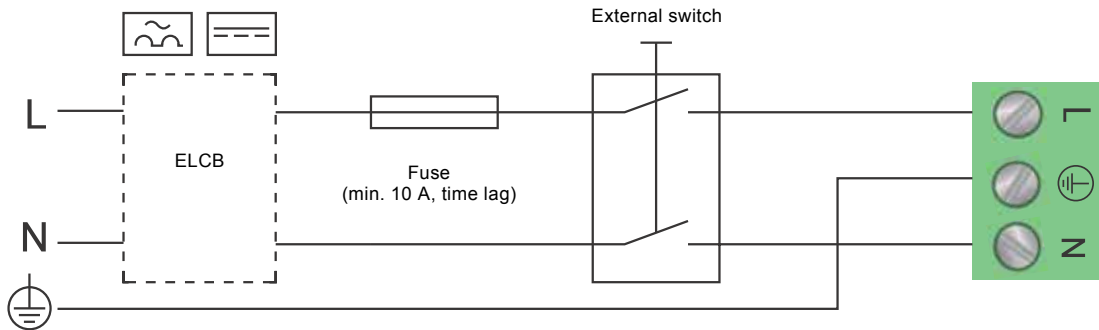 External switch
L
ELCB
Fuse
(min. 10 A, time lag)
N
L
N